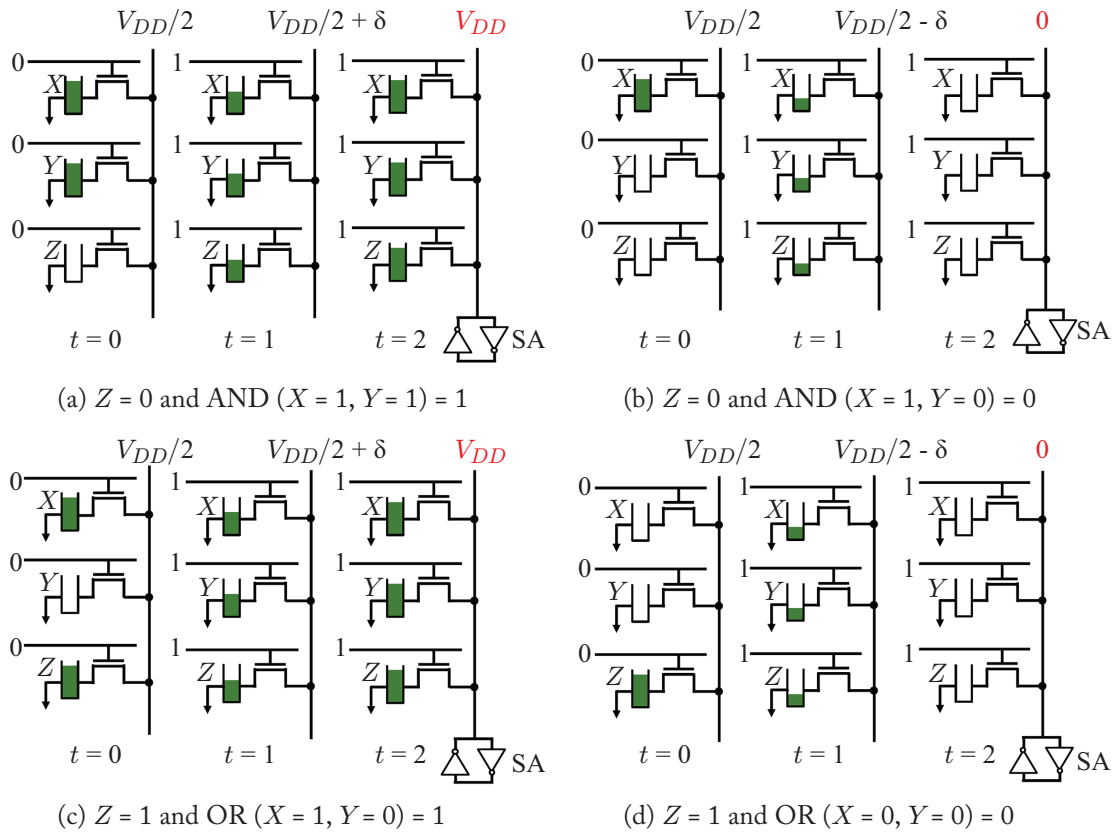 V_DD/2 V_DD/2 + δ V_DD
0 X 1 X 1 X
0 Y 1 Y 1 Y
0 Z 1 Z 1 Z
t = 0 t = 1 t = 2 SA
(a) Z = 0 and AND (X = 1, Y = 1) = 1
V_DD/2 V_DD/2 - δ 0
0 X 1 X 1 X
0 Y 1 Y 1 Y
0 Z 1 Z 1 Z
t = 0 t = 1 t = 2 SA
(b) Z = 0 and AND (X = 1, Y = 0) = 0
V_DD/2 V_DD/2 + δ V_DD
0 X 1 X 1 X
0 Y 1 Y 1 Y
0 Z 1 Z 1 Z
t = 0 t = 1 t = 2 SA
(c) Z = 1 and OR (X = 1, Y = 0) = 1
V_DD/2 V_DD/2 - δ 0
0 X 1 X 1 X
0 Y 1 Y 1 Y
0 Z 1 Z 1 Z
t = 0 t = 1 t = 2 SA
(d) Z = 1 and OR (X = 0, Y = 0) = 0